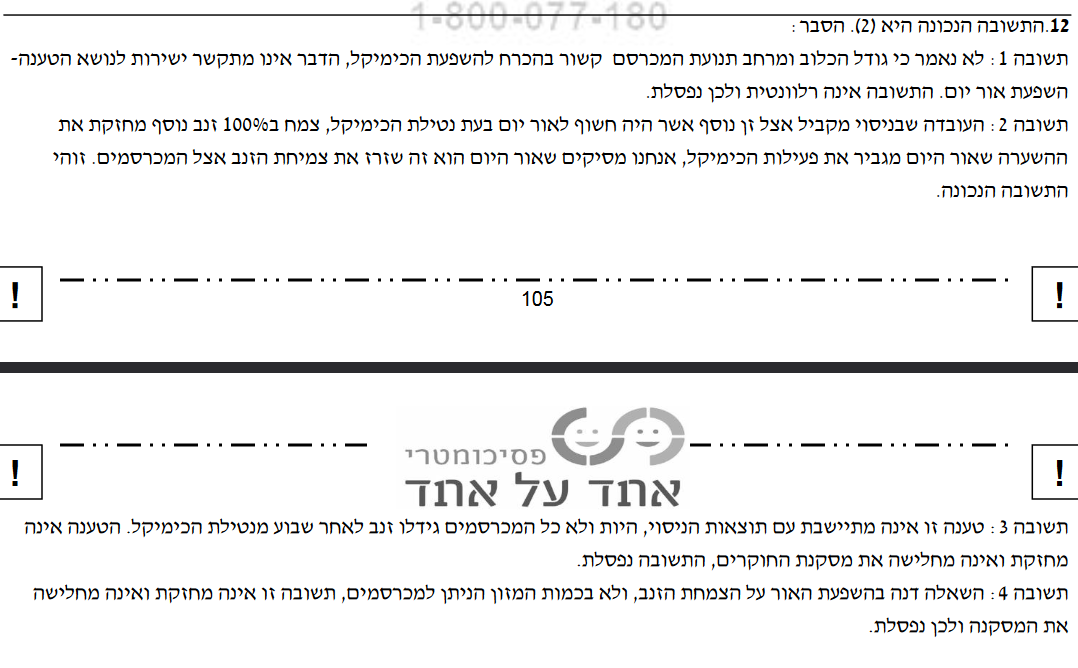 1-800-077-180
12.התשובה הנכונה היא (2). הסבר:
תשובה 1: לא נאמר כי גודל הכלוב ומרחב תנועת המכרסם קשור בהכרח להשפעת הכימיקל, הדבר אינו מתקשר ישירות לנושא הטענה-
השפעת אור יום. התשובה אינה רלוונטית ולכן נפסלת.
תשובה 2: העובדה שבניסוי מקביל אצל זן נוסף אשר היה חשוף לאור יום בעת נטילת הכימיקל, צמח ב100% זנב נוסף מחזקת את
ההשערה שאור היום מגביר את פעילות הכימיקל, אנחנו מסיקים שאור היום הוא זה שזרז את צמיחת הזנב אצל המכרסמים. זוהי
התשובה הנכונה.
! !
105
! !
פסיכומטרי
אחד על אחד
תשובה 3: טענה זו אינה מתיישבת עם תוצאות הניסוי, היות ולא כל המכרסמים גידלו זנב לאחר שבוע מנטילת הכימיקל. הטענה אינה
מחזקת ואינה מחלישה את מסקנת החוקרים, התשובה נפסלת.
תשובה 4: השאלה דנה בהשפעת האור על הצמחת הזנב, ולא בכמות המזון הניתן למכרסמים, תשובה זו אינה מחזקת ואינה מחלישה
את המסקנה ולכן נפסלת.